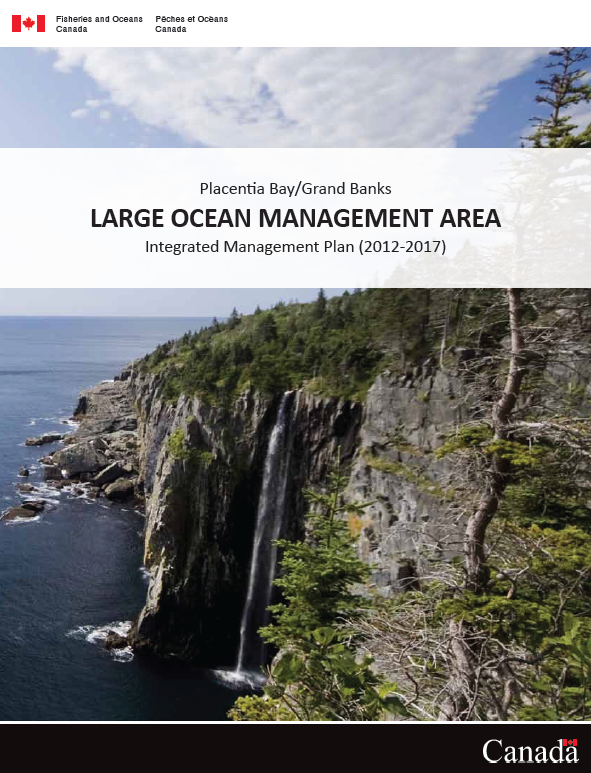 Fisheries and Oceans
Canada
Pêches et Océans
Canada
Placentia Bay/Grand Banks
LARGE OCEAN MANAGEMENT AREA
Integrated Management Plan (2012-2017)
Canada